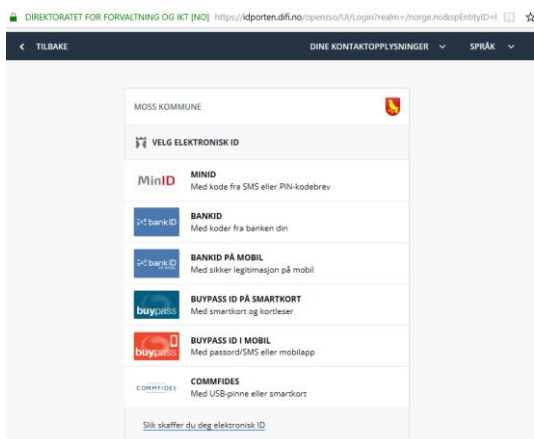 DIREKTORATET FOR FORVALTNING OG IKT [NO] https://idporten.difi.no/opensso/UI/Login?realm=/norge.no&spEntityID=
TILBAKE DINE KONTAKTOPPLYSNINGER SPRÅK
MOSS KOMMUNE
VELG ELEKTRONISK ID
MinID
MINID
Med kode fra SMS eller PIN-kodebrev
bankID
BANKID
Med koder fra banken din
bankID
BANKID PÅ MOBIL
Med sikker legitimasjon på mobil
buypass
BUYPASS ID PÅ SMARTKORT
Med smartkort og kortleser
buypass
BUYPASS ID I MOBIL
Med passord/SMS eller mobilapp
COMMFIDES
COMMFIDES
Med USB-pinne eller smartkort
Slik skaffer du deg elektronisk ID